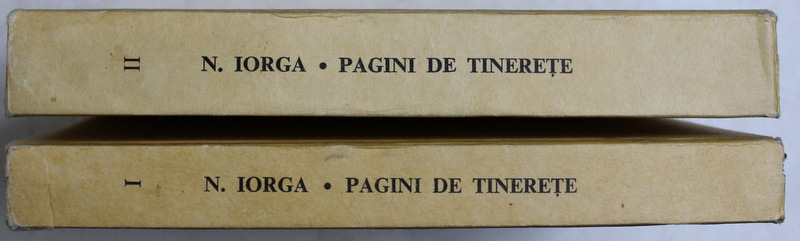 II N. IORGA • PAGINI DE TINEREȚE
I N. IORGA • PAGINI DE TINEREȚE